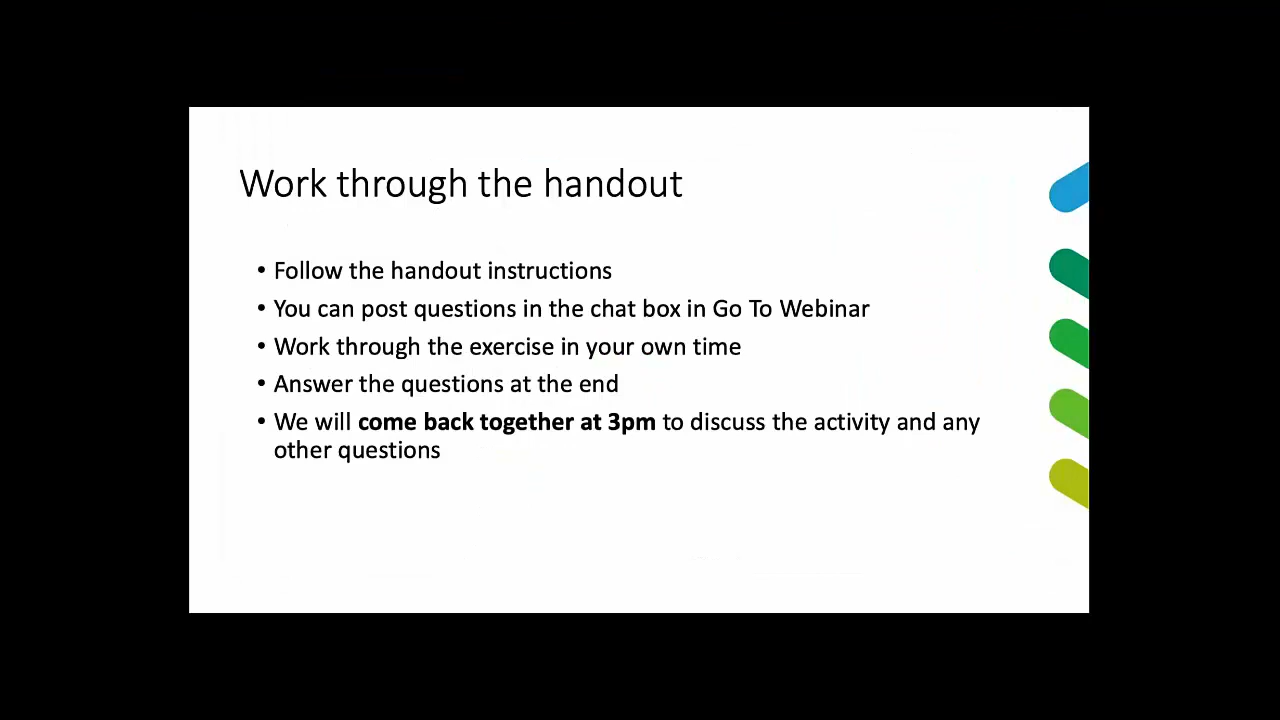 Work through the handout
• Follow the handout instructions
• You can post questions in the chat box in Go To Webinar
• Work through the exercise in your own time
• Answer the questions at the end
• We will come back together at 3pm to discuss the activity and any
other questions